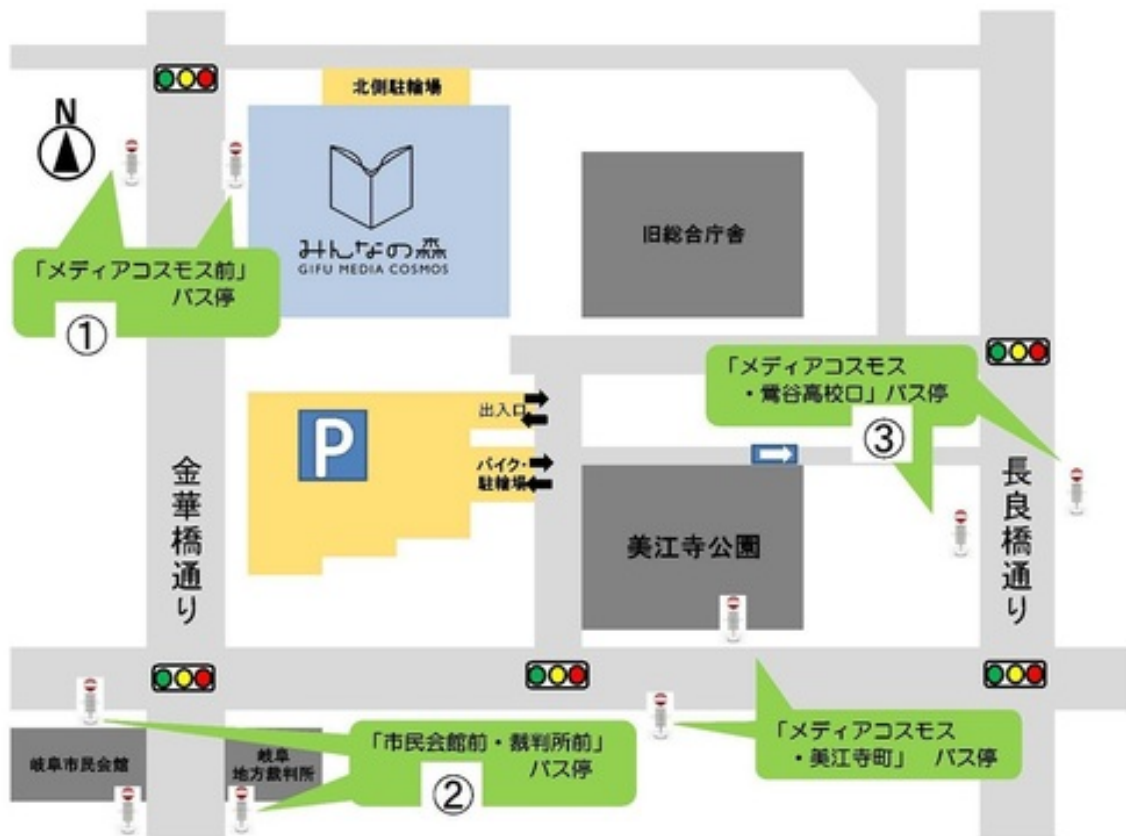 北側駐輪場
N
みんなの森
GIFU MEDIA COSMOS
旧総合庁舎
「メディアコスモス前」
バス停
①
「メディアコスモス
・鶯谷高校口」バス停
③
出入口
P
バイク・
駐輪場
金華橋通り
長良橋通り
美江寺公園
「市民会館前・裁判所前」
バス停
②
「メディアコスモス
・美江寺町」 バス停
岐阜市民会館
岐阜
地方裁判所